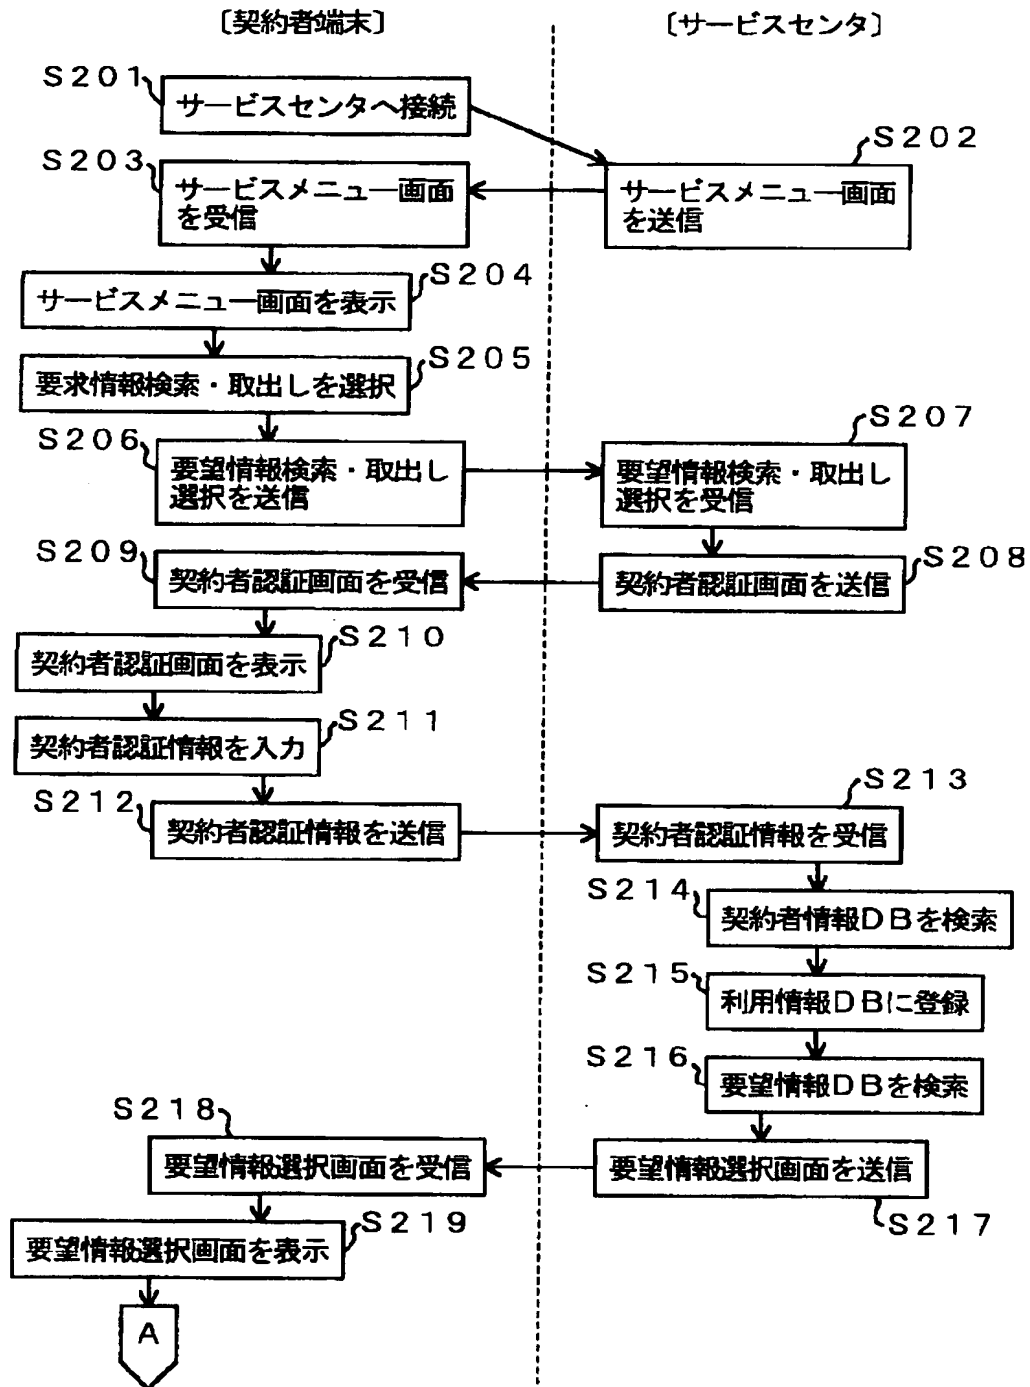 〔契約者端末〕
〔サービスセンタ〕
S201
サービスセンタへ接続
S202
サービスメニュー画面
を送信
S203
サービスメニュー画面
を受信
S204
サービスメニュー画面を表示
S205
要求情報検索・取出しを選択
S206
要望情報検索・取出し
選択を送信
S207
要望情報検索・取出し
選択を受信
S208
契約者認証画面を送信
S209
契約者認証画面を受信
S210
契約者認証画面を表示
S211
契約者認証情報を入力
S212
契約者認証情報を送信
S213
契約者認証情報を受信
S214
契約者情報DBを検索
S215
利用情報DBに登録
S216
要望情報DBを検索
S217
要望情報選択画面を送信
S218
要望情報選択画面を受信
S219
要望情報選択画面を表示
A